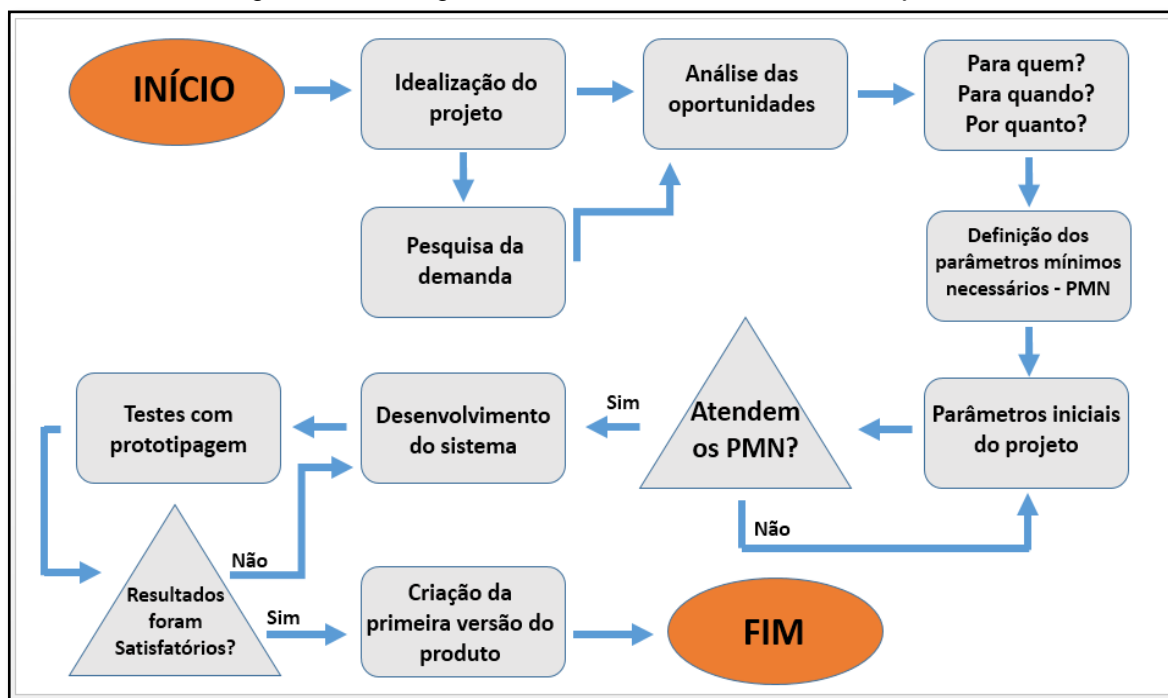 INÍCIO
Idealização do
projeto
Análise das
oportunidades
Para quem?
Para quando?
Por quanto?
Pesquisa da
demanda
Definição dos
parâmetros mínimos
necessários - PMN
Parâmetros iniciais
do projeto
Atendem
os PMN?
Sim
Não
Desenvolvimento
do sistema
Testes com
prototipagem
Resultados
foram
Satisfatórios?
Não
Sim
Criação da
primeira versão do
produto
FIM